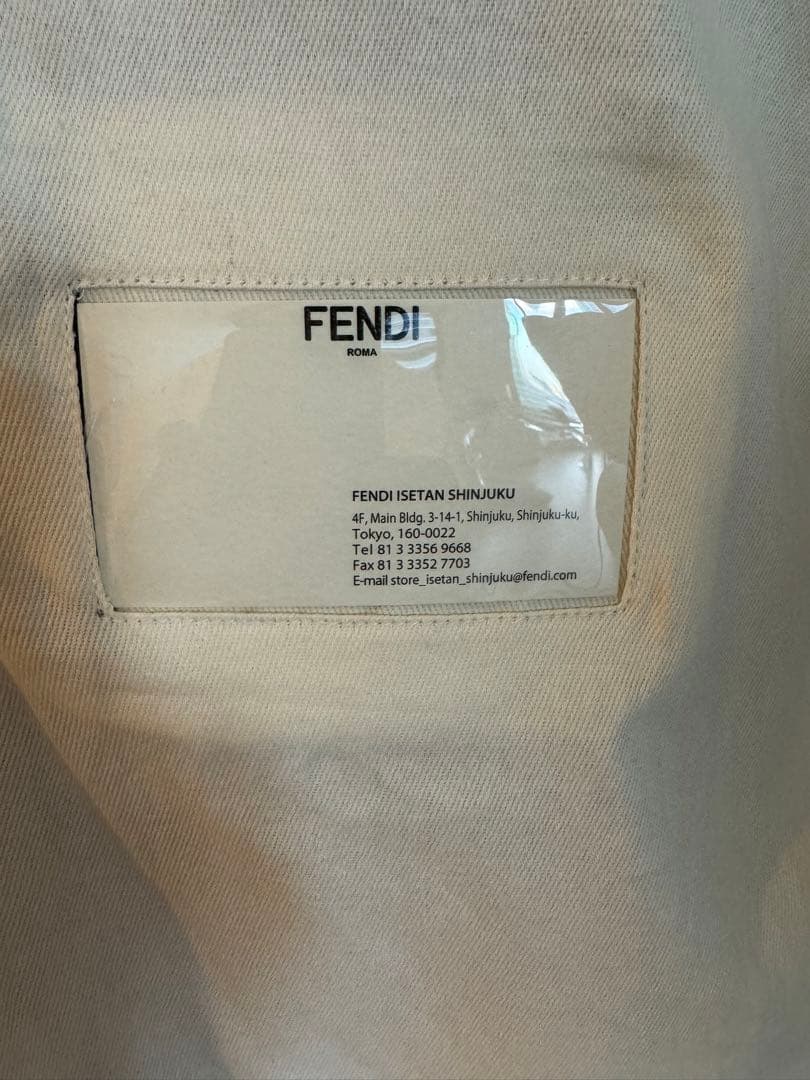 FENDI
ROMA
FENDI ISETAN SHINJUKU
4F, Main Bldg. 3-14-1, Shinjuku, Shinjuku-ku,
Tokyo, 160-0022
Tel 81 3 3356 9668
Fax 81 3 3352 7703
E-mail store_isetan_shinjuku@fendi.com